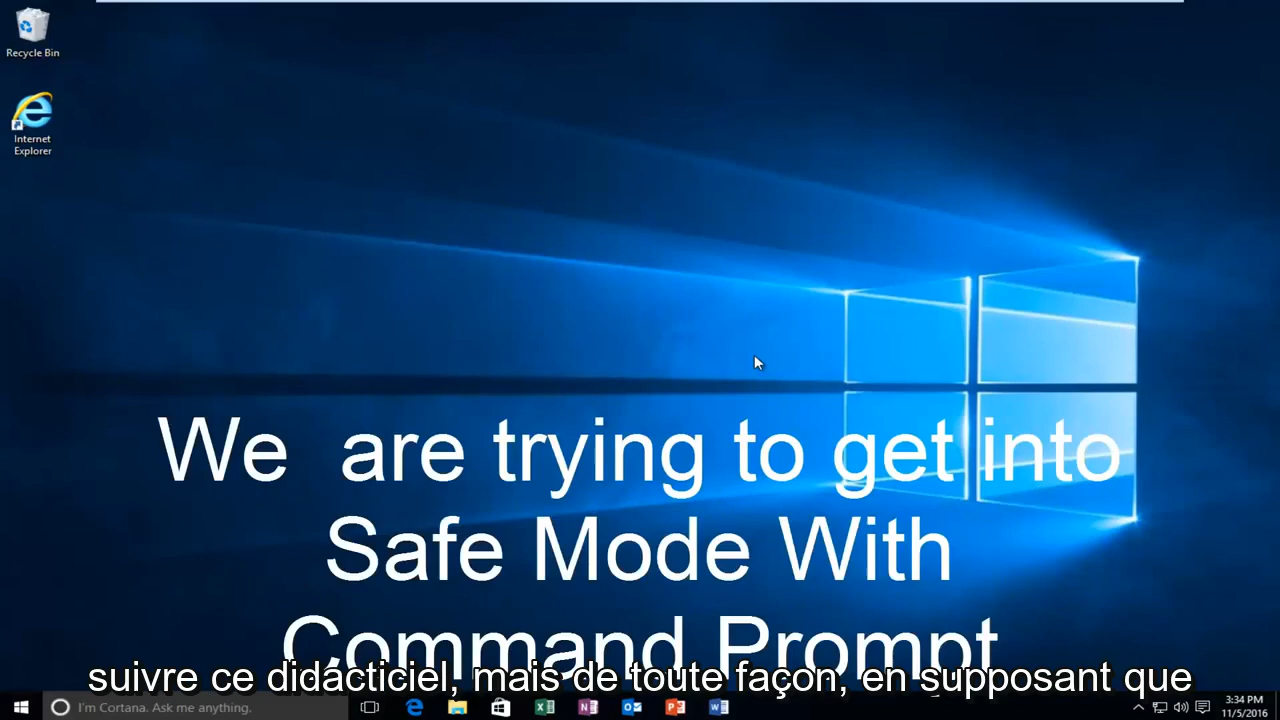 Recycle Bin
Internet
Explorer
We are trying to get into
Safe Mode With
Command Prompt
suivre ce didacticiel, mais de toute façon, en supposant que
I'm Cortana. Ask me anything.
3:34 PM
11/5/2016